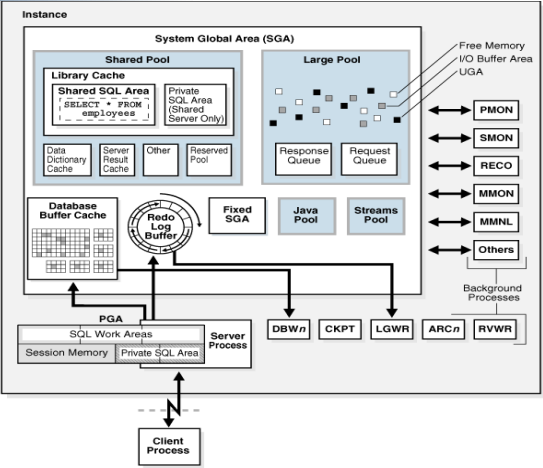 Instance
System Global Area (SGA)
Shared Pool
Library Cache
Shared SQL Area
SELECT * FROM
employees
Private
SQL Area
(Shared
Server Only)
Data
Dictionary
Cache
Server
Result
Cache
Other
Reserved
Pool
Large Pool
Response
Queue
Request
Queue
Free Memory
I/O Buffer Area
UGA
Database
Buffer Cache
Redo
Log
Buffer
Fixed
SGA
Java
Pool
Streams
Pool
PMON
SMON
RECO
MMON
MMNL
Others
Background
Processes
DBWn
CKPT
LGWR
ARCn
RVWR
PGA
SQL Work Areas
Session Memory
Private SQL Area
Server
Process
Client
Process